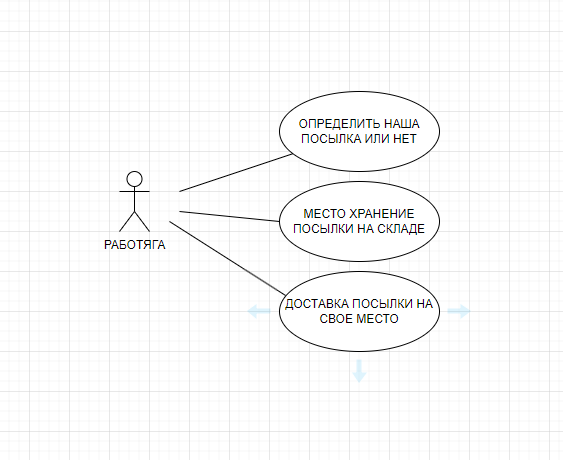 ОПРЕДЕЛИТЬ НАША
ПОСЫЛКА ИЛИ НЕТ
МЕСТО ХРАНЕНИЕ
ПОСЫЛКИ НА СКЛАДЕ
РАБОТЯГА
ДОСТАВКА ПОСЫЛКИ НА
СВОЕ МЕСТО